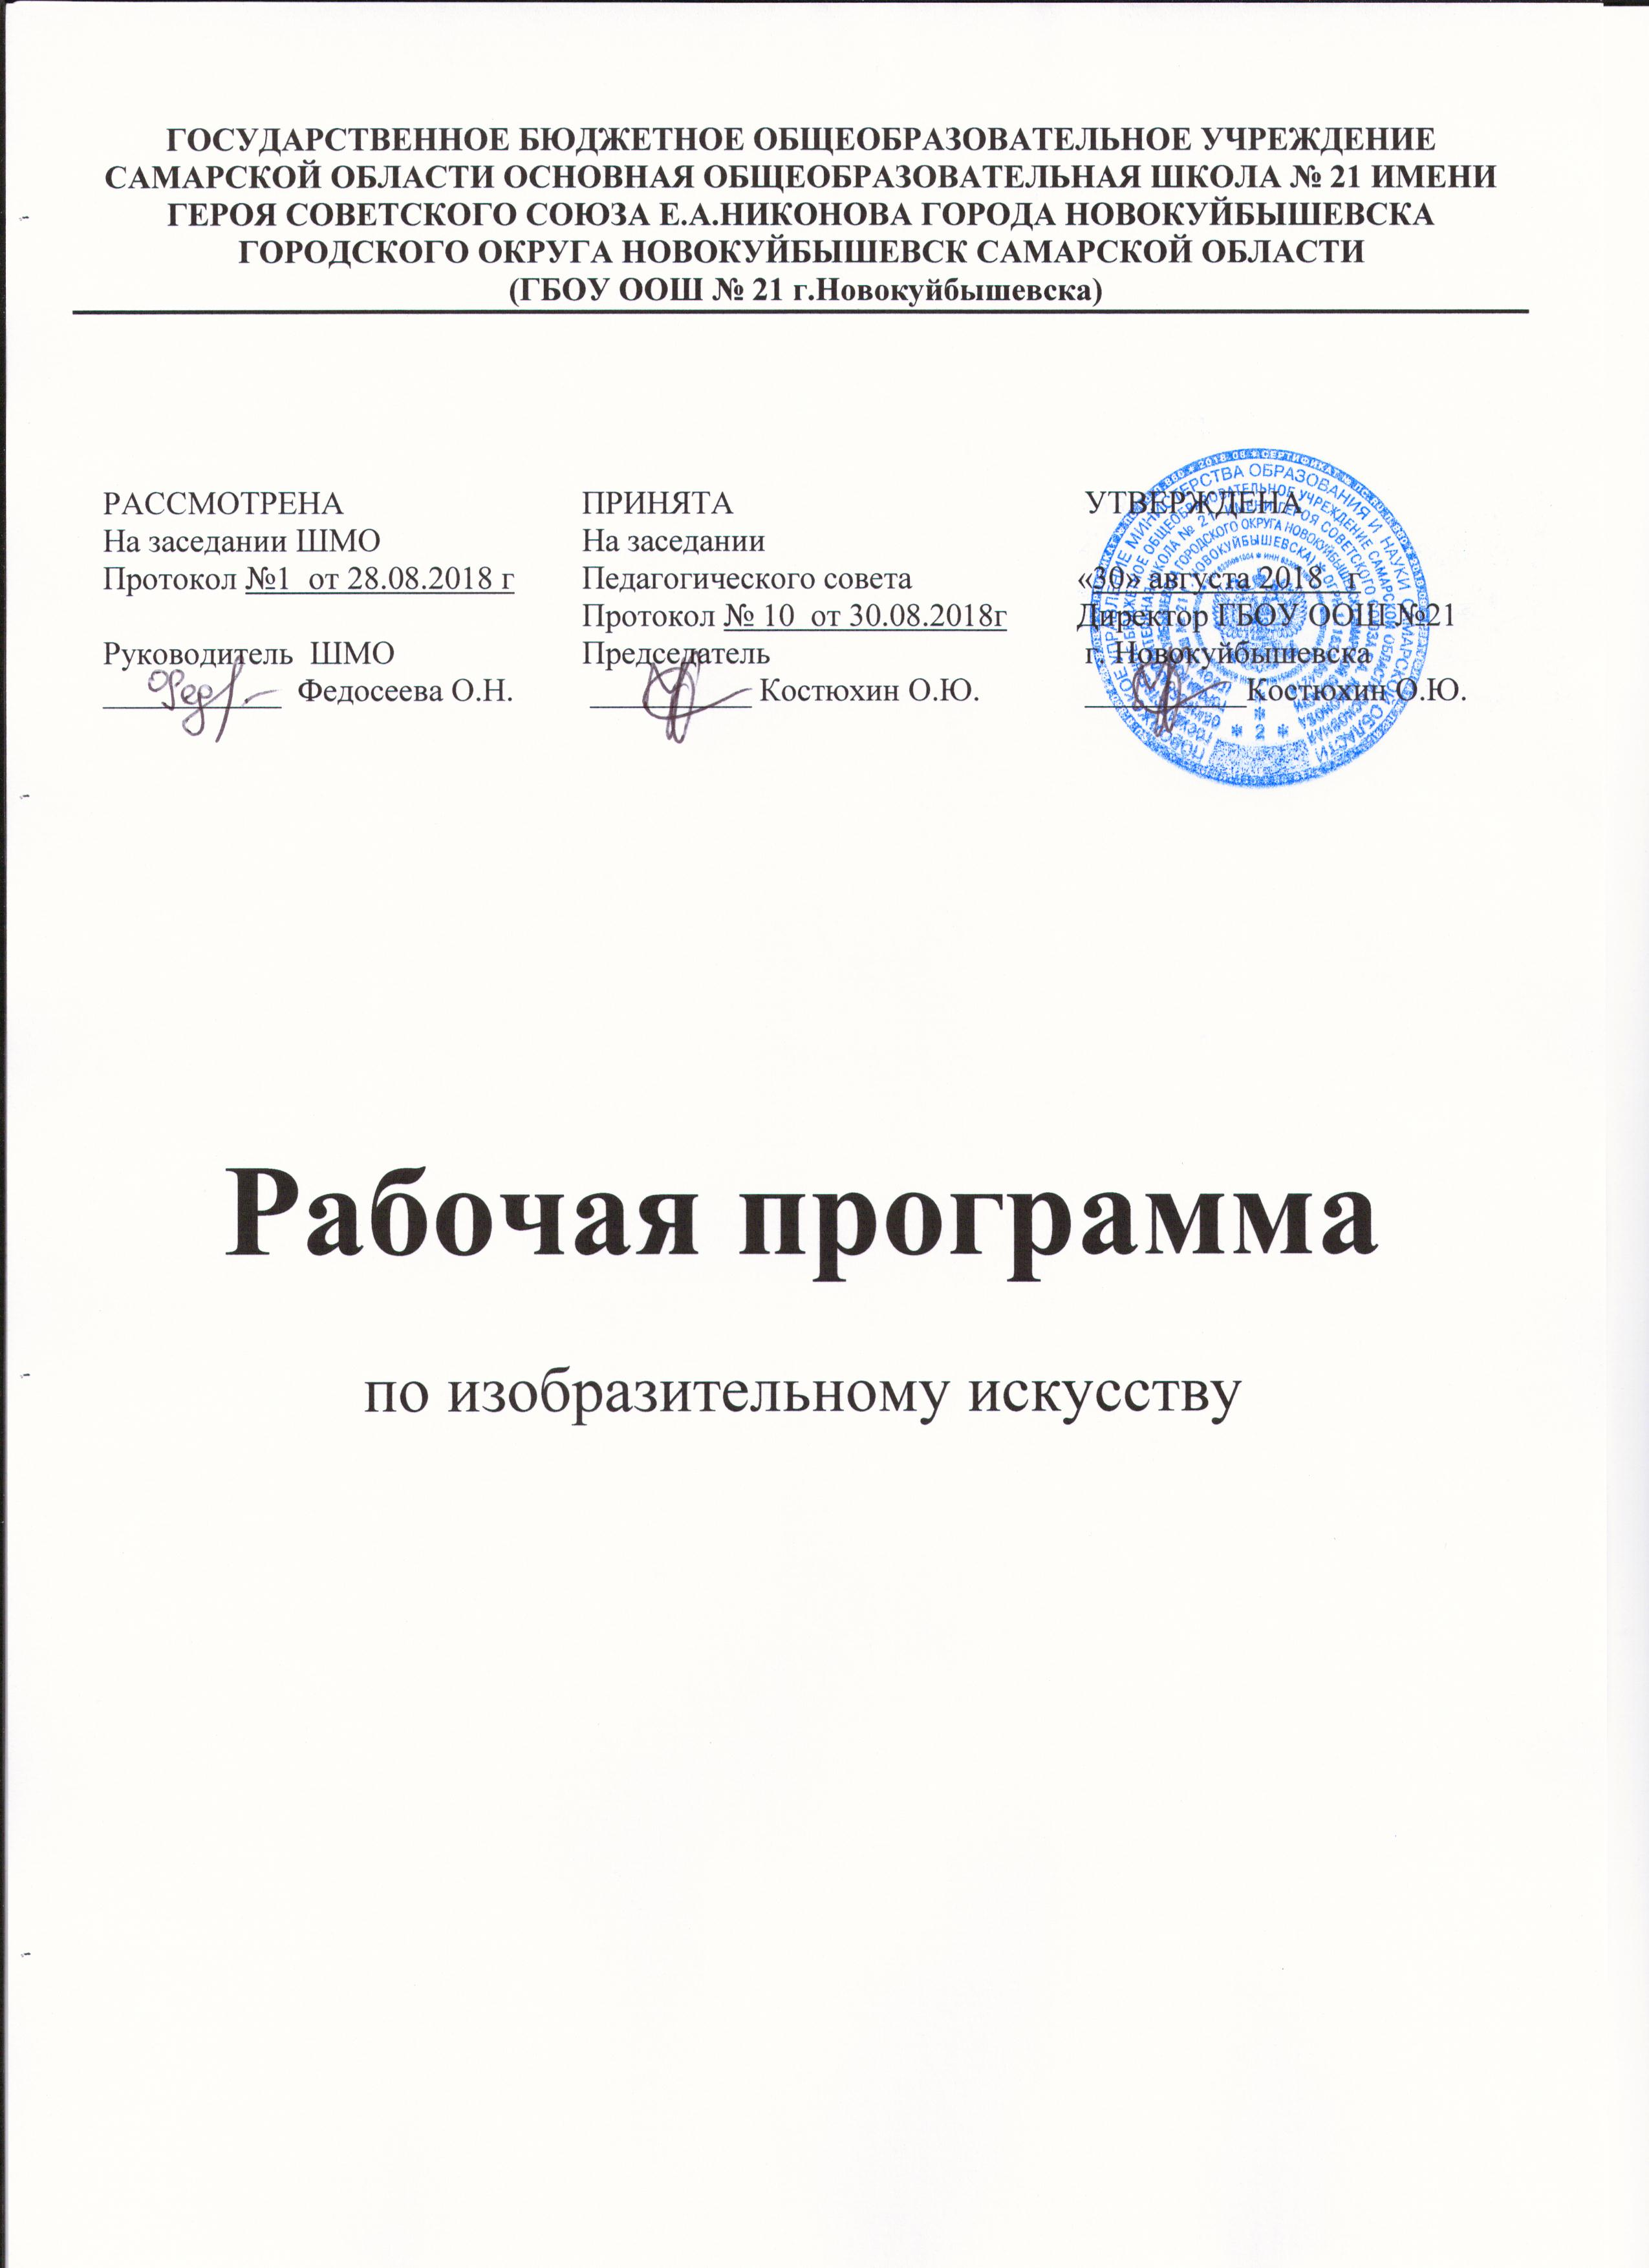 ГОСУДАРСТВЕННОЕ БЮДЖЕТНОЕ ОБЩЕОБРАЗОВАТЕЛЬНОЕ УЧРЕЖДЕНИЕ
САМАРСКОЙ ОБЛАСТИ ОСНОВНАЯ ОБЩЕОБРАЗОВАТЕЛЬНАЯ ШКОЛА № 21 ИМЕНИ
ГЕРОЯ СОВЕТСКОГО СОЮЗА Е.А.НИКОНОВА ГОРОДА НОВОКУЙБЫШЕВСКА
ГОРОДСКОГО ОКРУГА НОВОКУЙБЫШЕВСК САМАРСКОЙ ОБЛАСТИ
(ГБОУ ООШ № 21 г.Новокуйбышевска)
РАССМОТРЕНА
На заседании ШМО
Протокол №1 от 28.08.2018 г
Руководитель ШМО
Федосеева О.Н.
ПРИНЯТА
На заседании
Педагогического совета
Протокол № 10 от 30.08.2018г
Председатель
Костюхин О.Ю.
УТВЕРЖДЕНА
«30» августа 2018 г
Директор ГБОУ ООШ №21
г. Новокуйбышевска
Костюхин О.Ю.
Рабочая программа
по изобразительному искусству